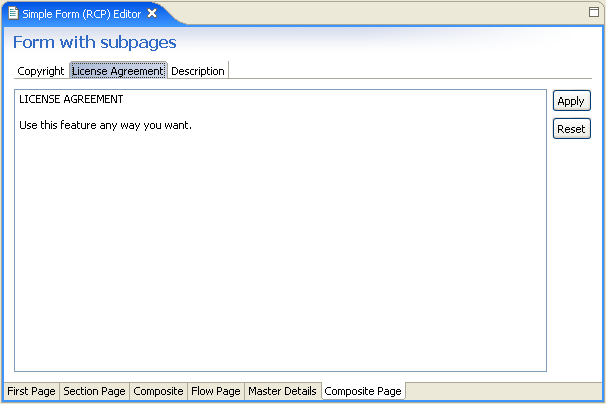 Simple Form (RCP) Editor
Form with subpages
Copyright License Agreement Description
LICENSE AGREEMENT
Use this feature any way you want.
Apply
Reset
First Page Section Page Composite Flow Page Master Details Composite Page